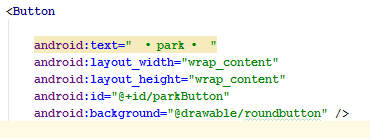 <Button
android:text="  • park •  "
android:layout_width="wrap_content"
android:layout_height="wrap_content"
android:id="@+id/parkButton"
android:background="@drawable/roundbutton" />